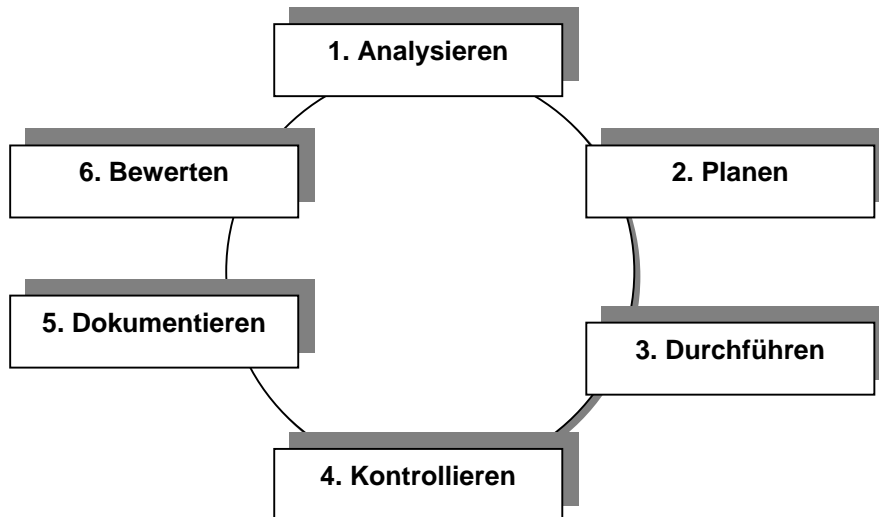 1. Analysieren
2. Planen
3. Durchführen
4. Kontrollieren
5. Dokumentieren
6. Bewerten